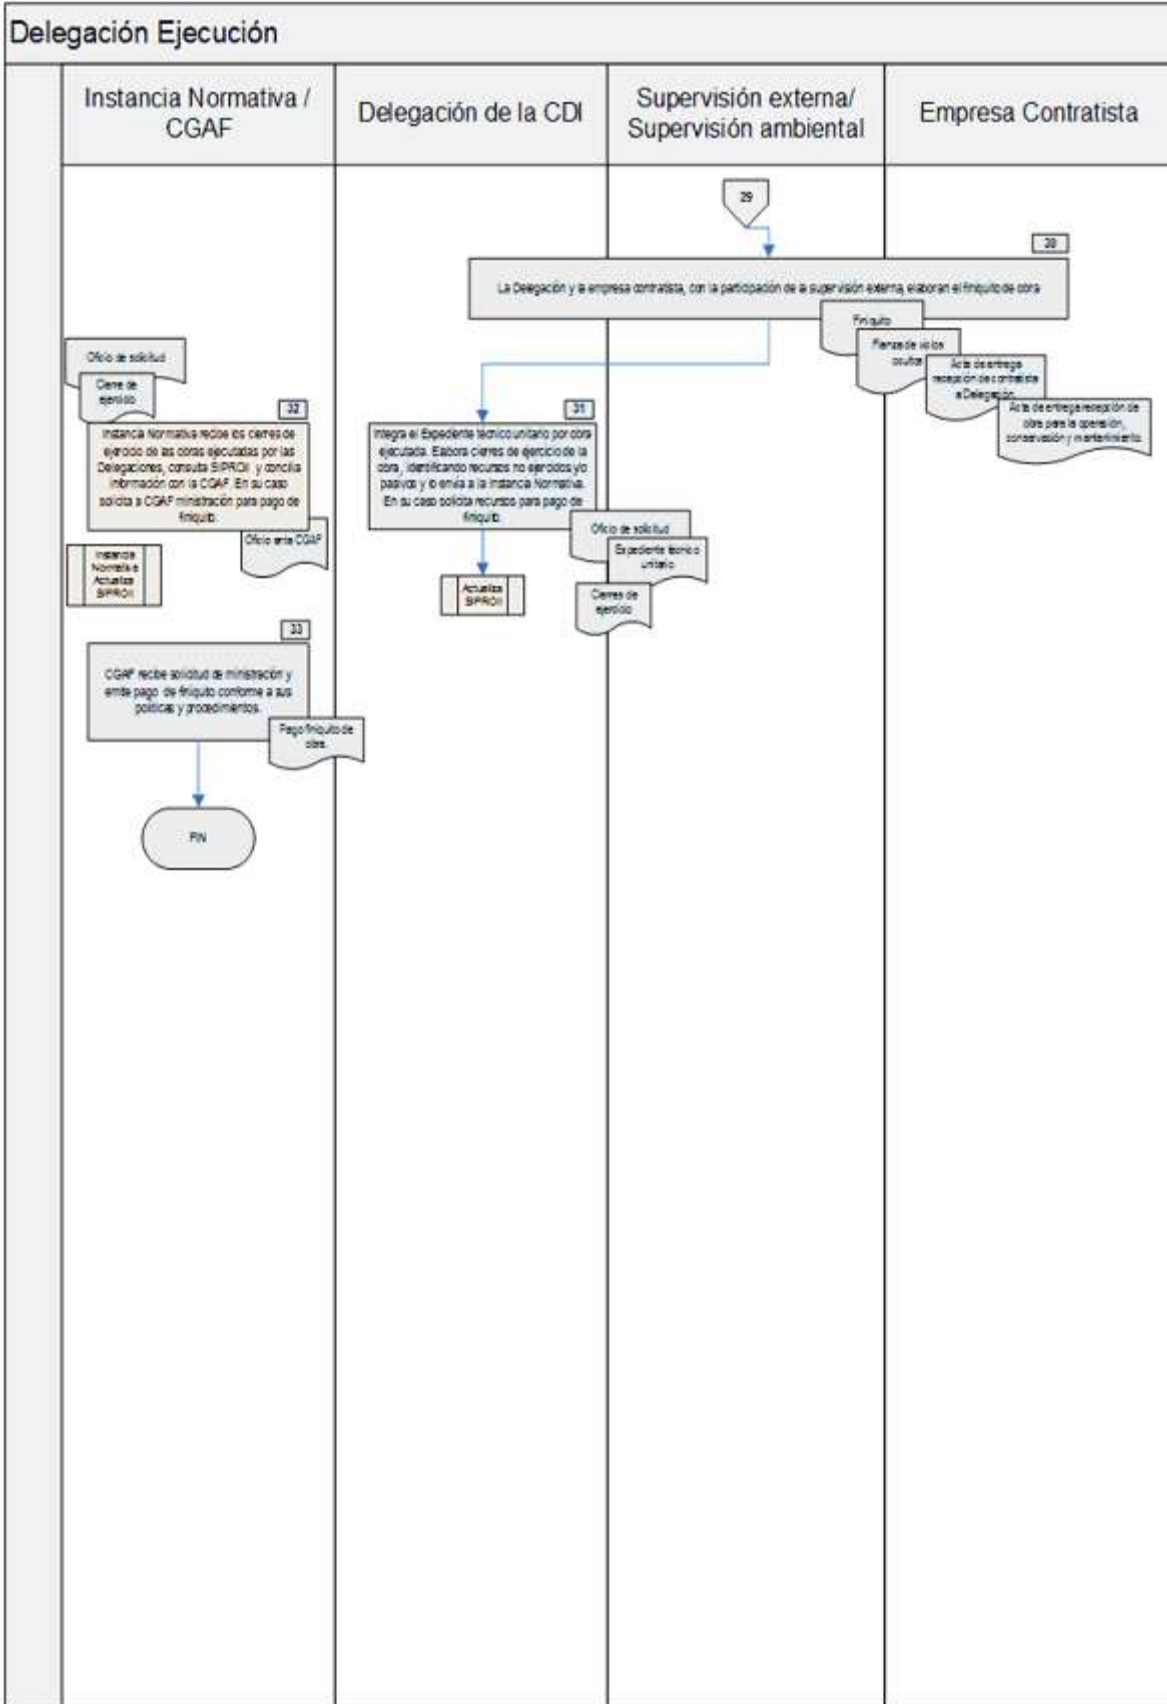 Delegación Ejecución
Instancia Normativa /
CGAF
Delegación de la CDI
Supervisión externa/
Supervisión ambiental
Empresa Contratista
29
30
La Delegación y la empresa contratista, con la participación de la supervisión externa, elaboran el finiquito de obra
Finiquito
Fianza de vicios
ocultos
Acta de entrega
recepción de contratista
a Delegación.
Acta de entrega recepción de
obra para la operación,
conservación y mantenimiento.
Oficio de solicitud
Cierre de
ejercicio
32
Instancia Normativa recibe los cierres de
ejercicio de las obras ejecutadas por las
Delegaciones, consulta SIPROII y concilia
información con la CGAF. En su caso
solicita a CGAF ministración para pago de
finiquito.
Oficio ante CGAF
Instancia
Normativa
Actualiza
SIPROII
31
Integra el Expediente técnico unitario por obra
ejecutada. Elabora cierres de ejercicio de la
obra, identificando recursos no ejercidos y/o
pasivos y lo envía a la Instancia Normativa.
En su caso solicita recursos para pago de
finiquito.
Oficio de solicitud
Expediente técnico
unitario
Cierres de
ejercicio
Actualiza
SIPROII
33
CGAF recibe solicitud de ministración y
emite pago de finiquito conforme a sus
políticas y procedimientos.
Pago finiquito de
obra.
FIN